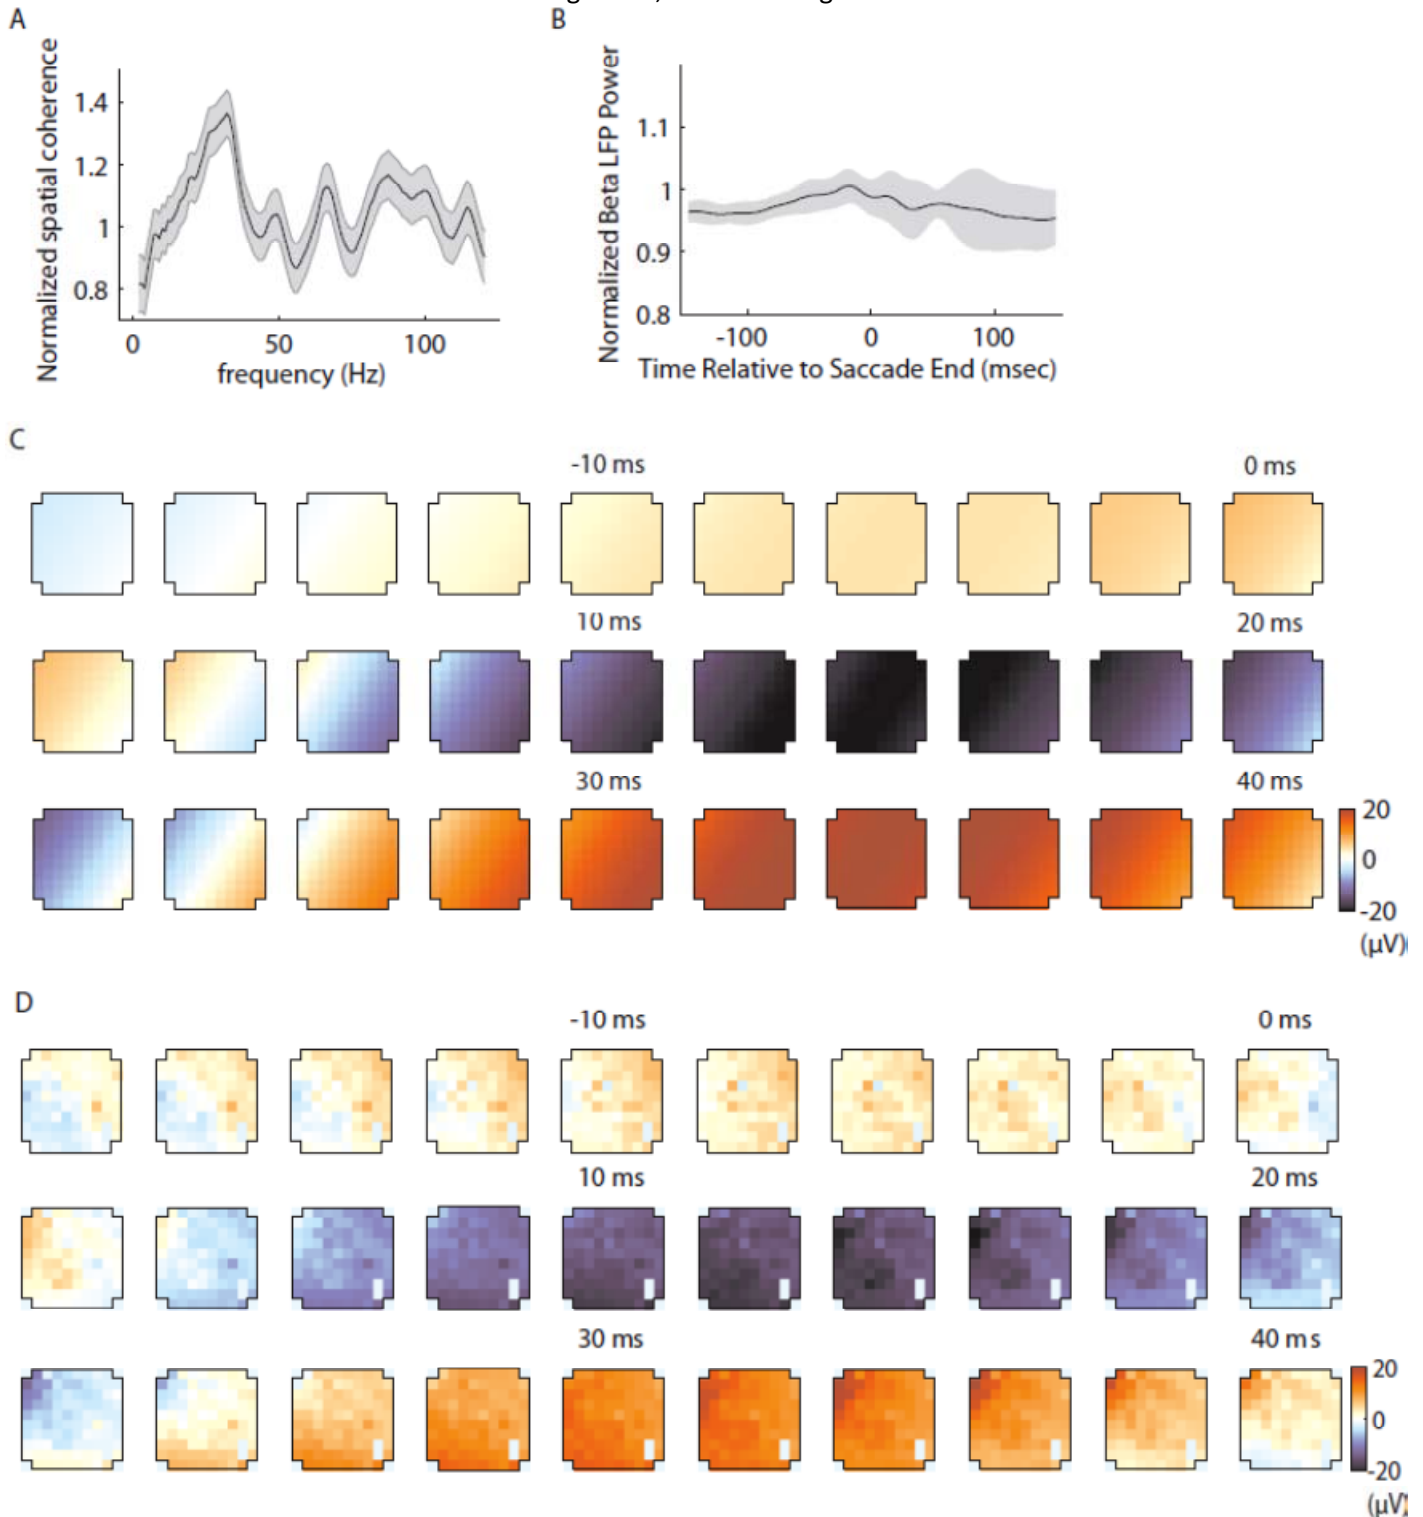 A
B
Normalized spatial coherence
1.4
1.2
1
0.8
0
50
100
frequency (Hz)
Normalized Beta LFP Power
1.1
1
0.9
0.8
-100
0
100
Time Relative to Saccade End (msec)
C
-10 ms
0 ms
10 ms
20 ms
30 ms
40 ms
20
0
-20
(μV)
D
-10 ms
0 ms
10 ms
20 ms
30 ms
40 ms
20
0
-20
(μV)